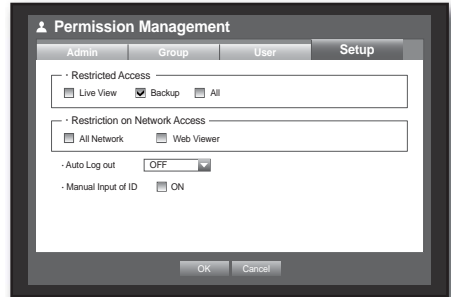 Permission Management
Admin Group User Setup
· Restricted Access
Live View Backup All
· Restriction on Network Access
All Network Web Viewer
· Auto Log out OFF
· Manual Input of ID ON
OK Cancel